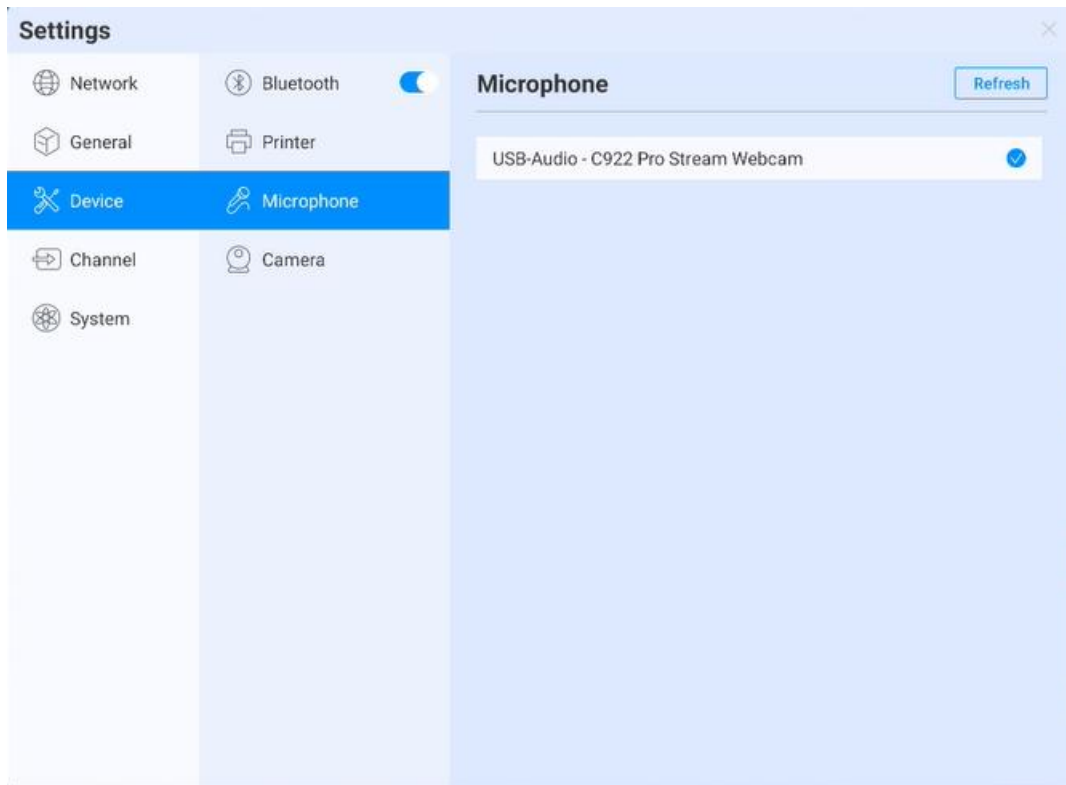 Settings
Network
General
Device
Channel
System
Bluetooth
Printer
Microphone
Camera
Microphone
Refresh
USB-Audio - C922 Pro Stream Webcam